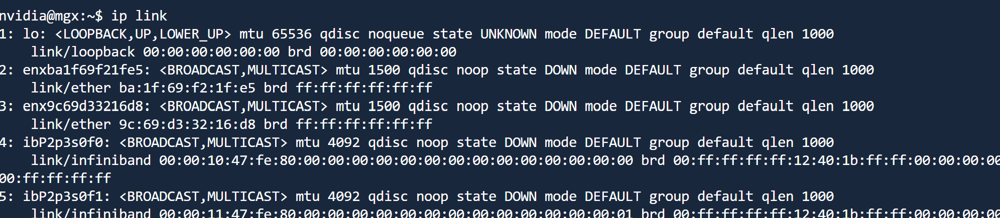 nvidia@mgx:~$ ip link
1: lo: <LOOPBACK,UP,LOWER_UP> mtu 65536 qdisc noqueue state UNKNOWN mode DEFAULT group default qlen 1000
    link/loopback 00:00:00:00:00:00 brd 00:00:00:00:00:00
2: enxba1f69f21fe5: <BROADCAST,MULTICAST> mtu 1500 qdisc noop state DOWN mode DEFAULT group default qlen 1000
    link/ether ba:1f:69:f2:1f:e5 brd ff:ff:ff:ff:ff:ff
3: enx9c69d33216d8: <BROADCAST,MULTICAST> mtu 1500 qdisc noop state DOWN mode DEFAULT group default qlen 1000
    link/ether 9c:69:d3:32:16:d8 brd ff:ff:ff:ff:ff:ff
4: ibP2p3s0f0: <BROADCAST,MULTICAST> mtu 4092 qdisc noop state DOWN mode DEFAULT group default qlen 1000
    link/infiniband 00:00:10:47:fe:80:00:00:00:00:00:00:00:00:00:00:00:00:00:00 brd 00:ff:ff:ff:ff:12:40:1b:ff:ff:00:00:00:00
00:ff:ff:ff:ff
5: ibP2p3s0f1: <BROADCAST,MULTICAST> mtu 4092 qdisc noop state DOWN mode DEFAULT group default qlen 1000
    link/infiniband 00:00:11:47:fe:80:00:00:00:00:00:00:00:00:00:00:00:00:00:01 brd 00:ff:ff:ff:ff:12:40:1b:ff:ff:00:00:00:00